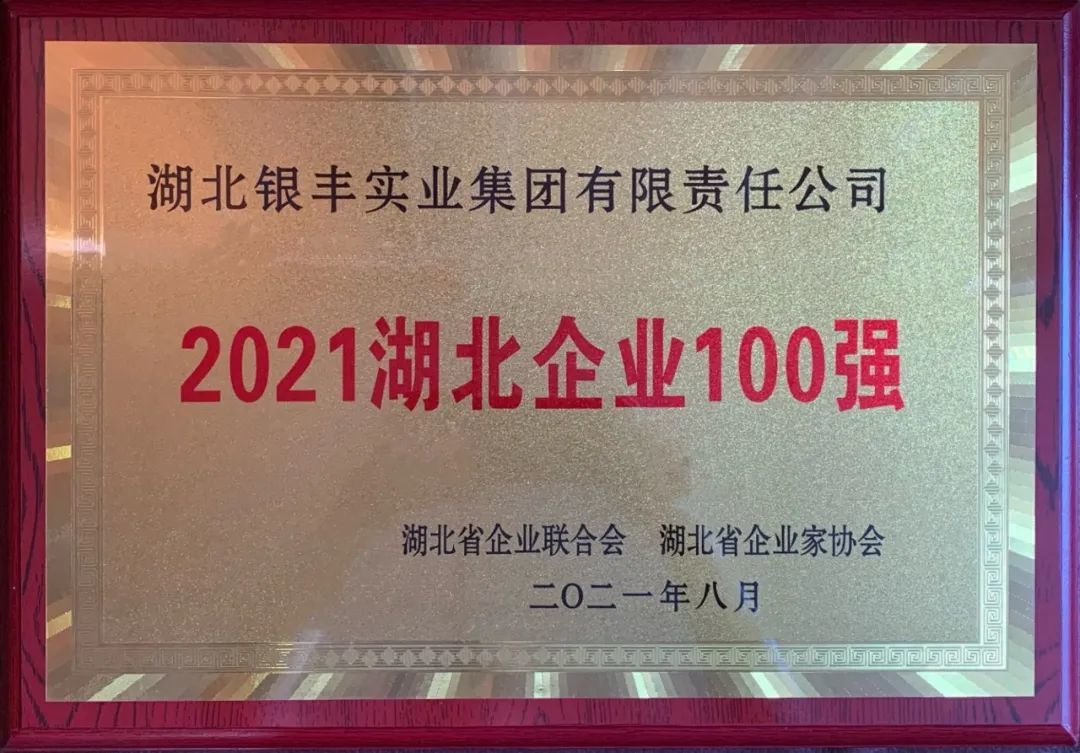 湖北银丰实业集团有限责任公司
2021湖北企业100强
湖北省企业联合会 湖北省企业家协会
二〇二一年八月